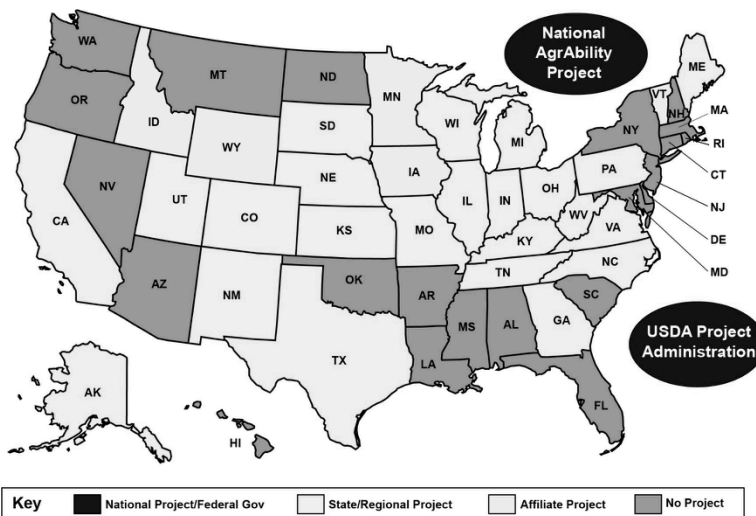 National
AgrAbility
Project
WA
MT
ND
OR
ID
WY
SD
MN
WI
MI
NY
VT
NH
ME
MA
RI
CT
NJ
DE
MD
NV
UT
CO
NE
KS
IA
MO
IL
IN
OH
PA
WV
VA
KY
CA
AZ
NM
OK
AR
TN
NC
SC
MS
AL
GA
LA
TX
FL
AK
HI
USDA Project
Administration
Key
National Project/Federal Gov
State/Regional Project
Affiliate Project
No Project